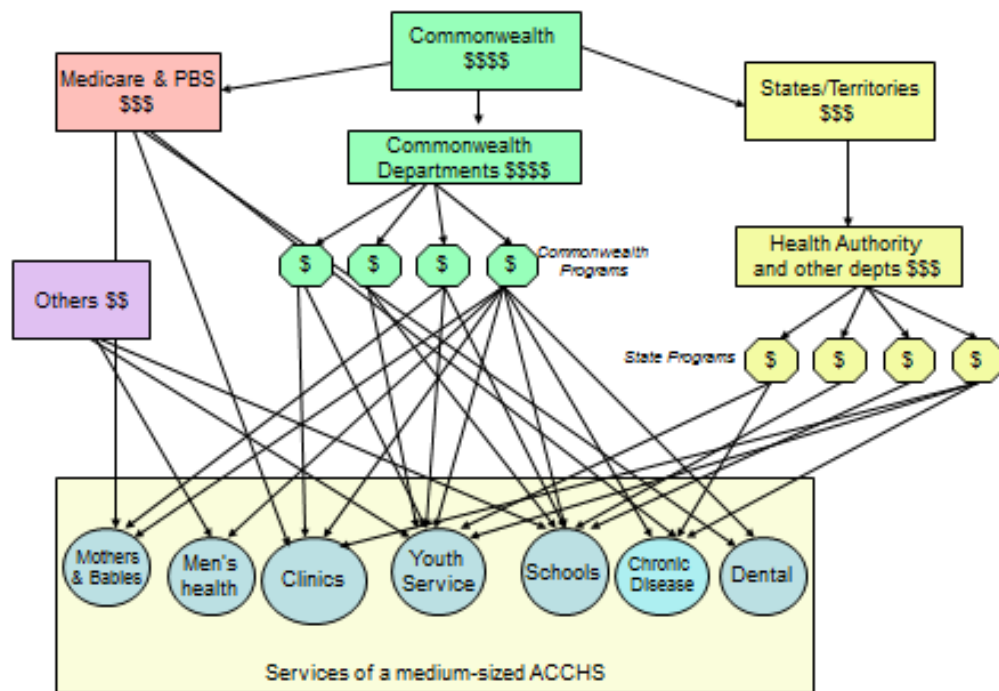 Commonwealth
$$$$
Medicare & PBS
$$$
States/Territories
$$$
Commonwealth
Departments $$$$
Health Authority
and other depts $$$
$
$
$
$
Commonwealth
Programs
Others $$
State Programs
$
$
$
$
Mothers
& Babies
Men's
health
Clinics
Youth
Service
Schools
Chronic
Disease
Dental
Services of a medium-sized ACCHS